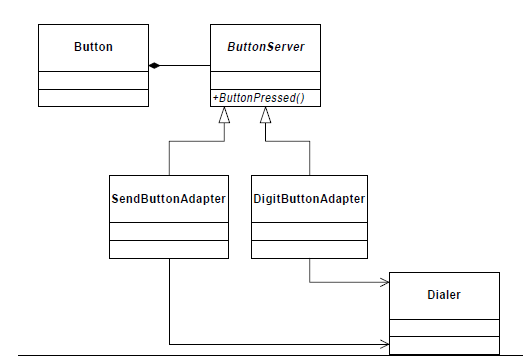 Button
ButtonServer
+ButtonPressed()
SendButtonAdapter
DigitButtonAdapter
Dialer